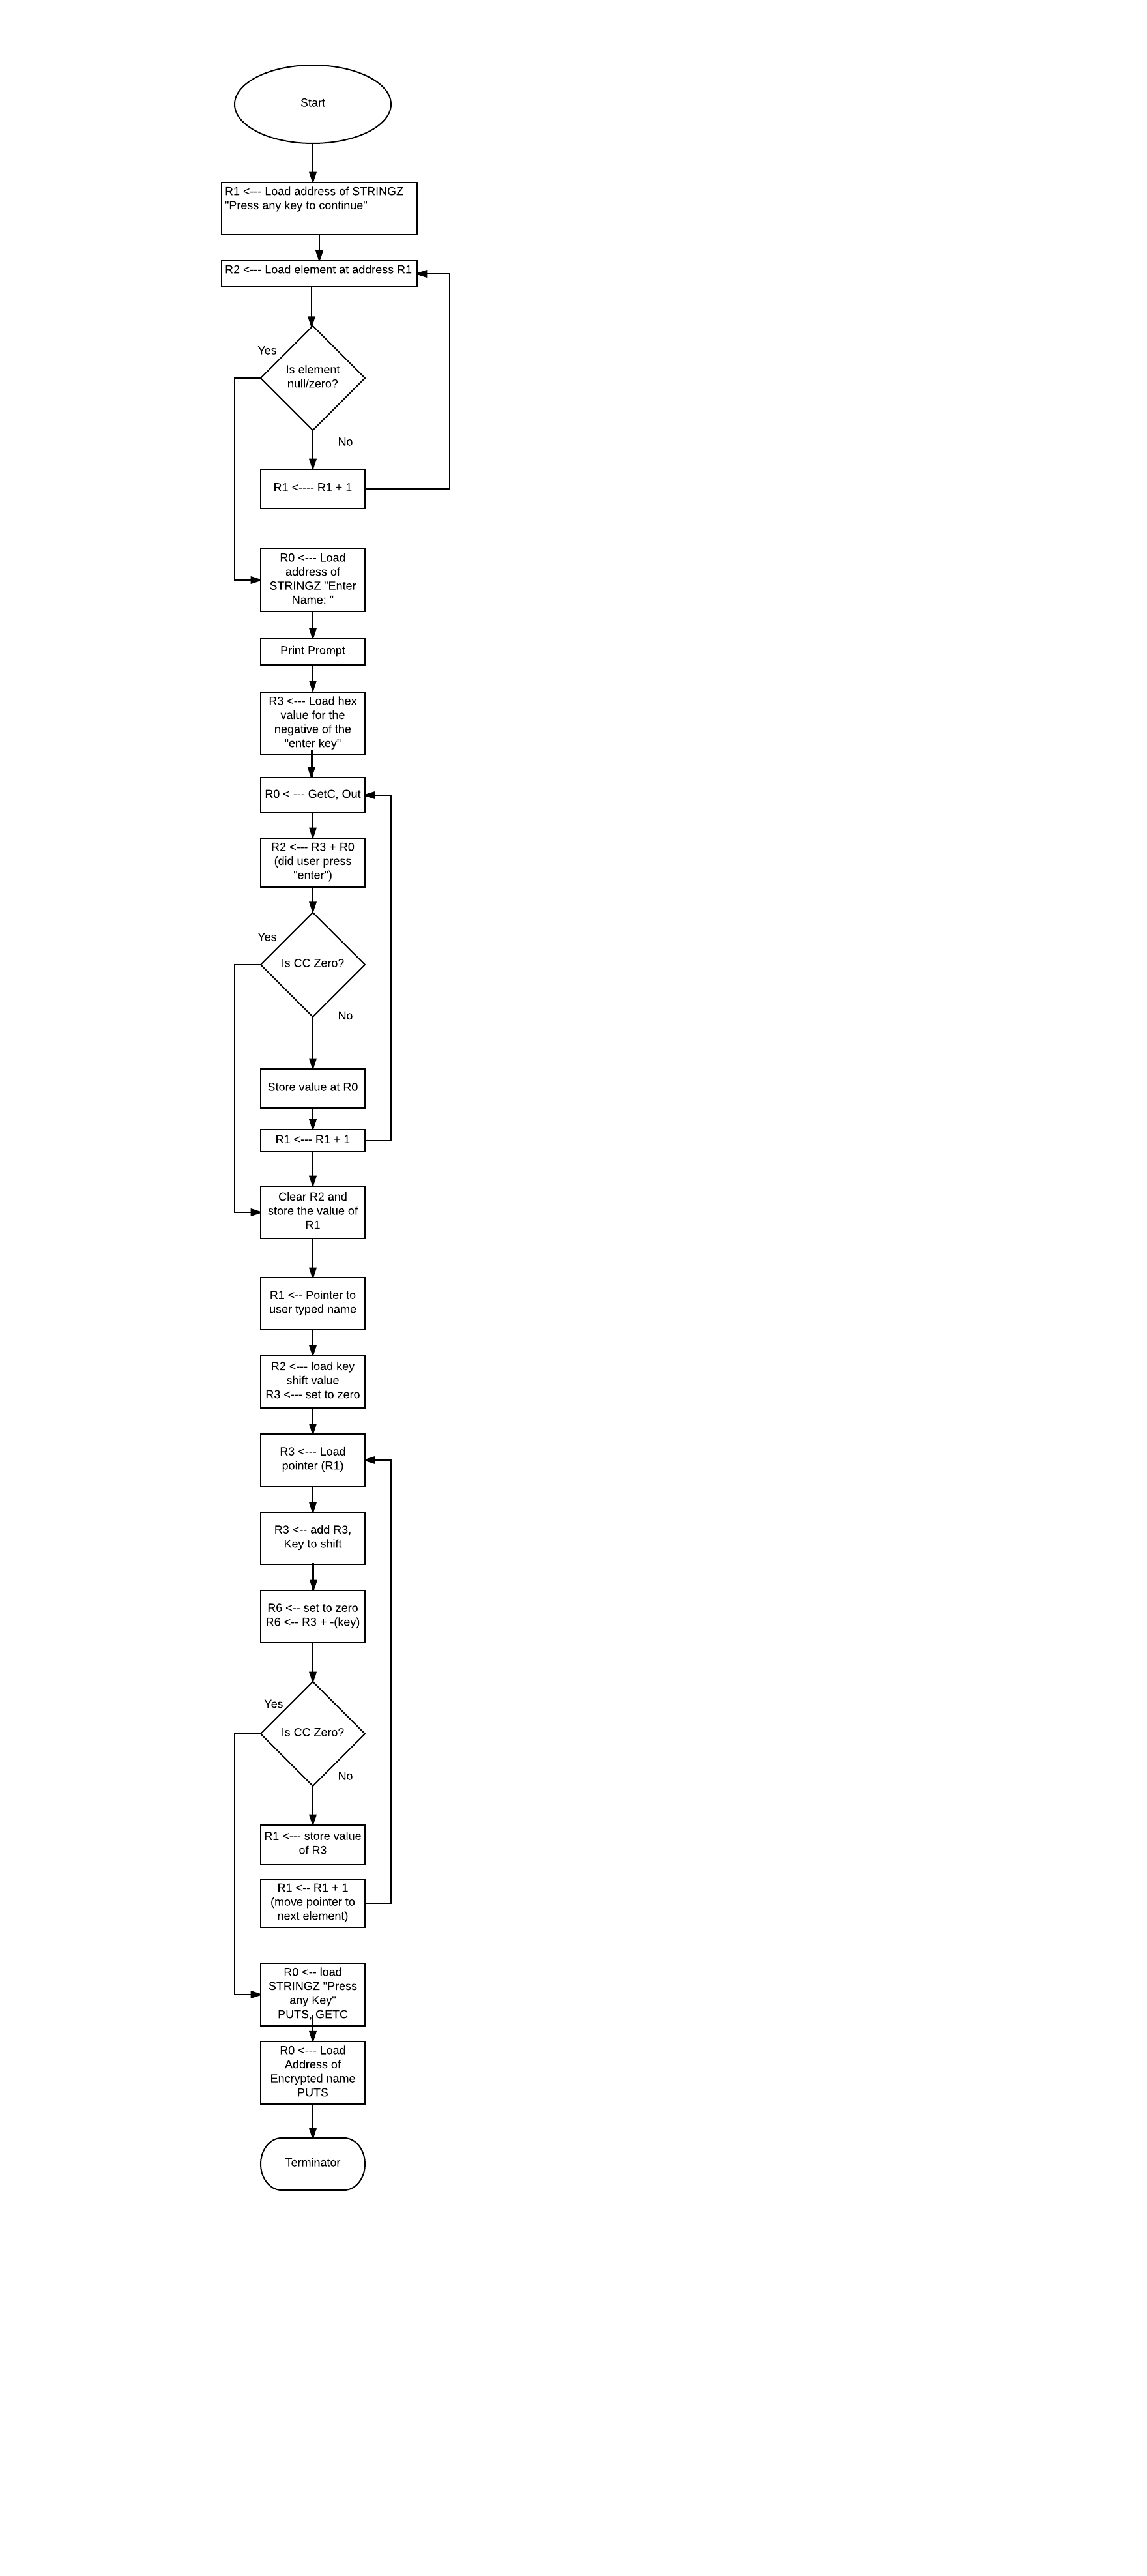 Start
R1 <--- Load address of STRINGZ
"Press any key to continue"
R2 <--- Load element at address R1
Yes
Is element
null/zero?
No
R1 <---- R1 + 1
R0 <--- Load
address of
STRINGZ "Enter
Name: "
Print Prompt
R3 <--- Load hex
value for the
negative of the
"enter key"
R0 < --- GetC, Out
R2 <--- R3 + R0
(did user press
"enter")
Yes
Is CC Zero?
No
Store value at R0
R1 <--- R1 + 1
Clear R2 and
store the value of
R1
R1 <-- Pointer to
user typed name
R2 <--- load key
shift value
R3 <--- set to zero
R3 <--- Load
pointer (R1)
R3 <-- add R3,
Key to shift
R6 <-- set to zero
R6 <-- R3 + -(key)
Yes
Is CC Zero?
No
R1 <--- store value
of R3
R1 <-- R1 + 1
(move pointer to
next element)
R0 <-- load
STRINGZ "Press
any Key"
PUTS, GETC
R0 <--- Load
Address of
Encrypted name
PUTS
Terminator